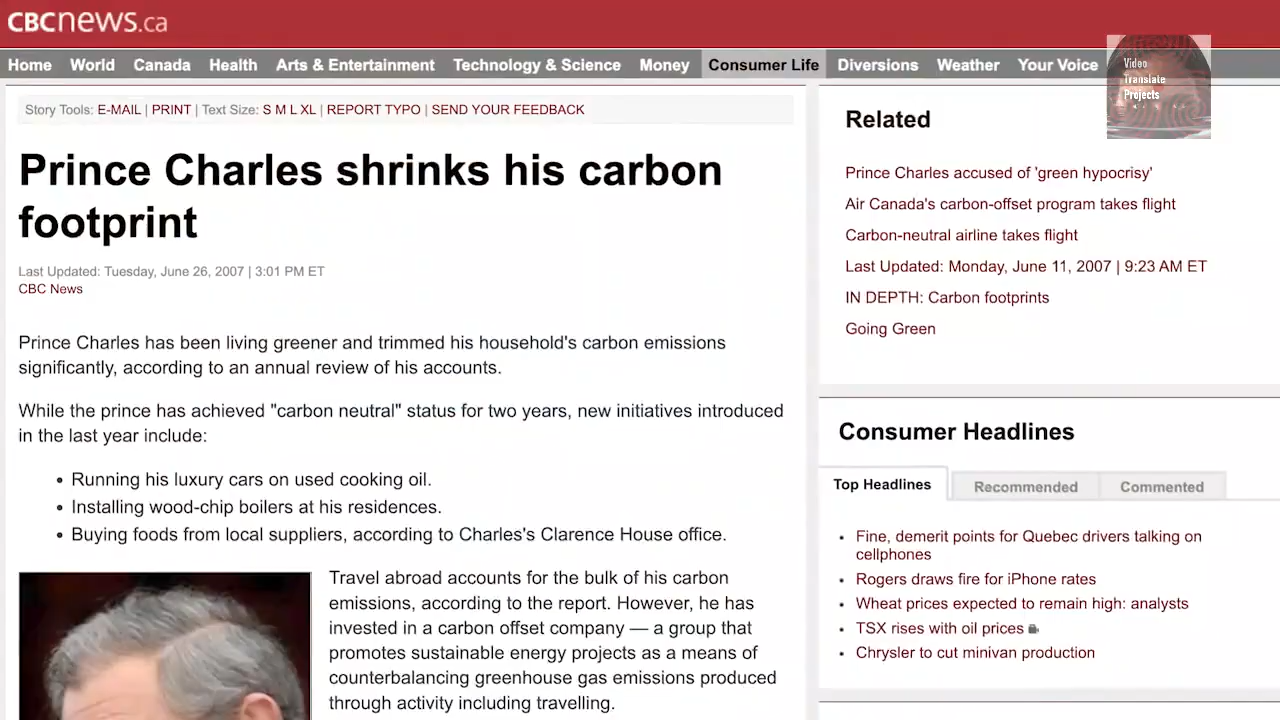 CBCnews.ca
Home World Canada Health Arts & Entertainment Technology & Science Money Consumer Life Diversions Weather Your Voice
Video
Translate
Projects
Story Tools: E-MAIL | PRINT | Text Size: S M L XL | REPORT TYPO | SEND YOUR FEEDBACK
Prince Charles shrinks his carbon
footprint
Last Updated: Tuesday, June 26, 2007 | 3:01 PM ET
CBC News
Prince Charles has been living greener and trimmed his household's carbon emissions
significantly, according to an annual review of his accounts.
While the prince has achieved "carbon neutral" status for two years, new initiatives introduced
in the last year include:
• Running his luxury cars on used cooking oil.
• Installing wood-chip boilers at his residences.
• Buying foods from local suppliers, according to Charles's Clarence House office.
Travel abroad accounts for the bulk of his carbon
emissions, according to the report. However, he has
invested in a carbon offset company — a group that
promotes sustainable energy projects as a means of
counterbalancing greenhouse gas emissions produced
through activity including travelling.
Related
Prince Charles accused of 'green hypocrisy'
Air Canada's carbon-offset program takes flight
Carbon-neutral airline takes flight
Last Updated: Monday, June 11, 2007 | 9:23 AM ET
IN DEPTH: Carbon footprints
Going Green
Consumer Headlines
Top Headlines Recommended Commented
• Fine, demerit points for Quebec drivers talking on
cellphones
• Rogers draws fire for iPhone rates
• Wheat prices expected to remain high: analysts
• TSX rises with oil prices
• Chrysler to cut minivan production